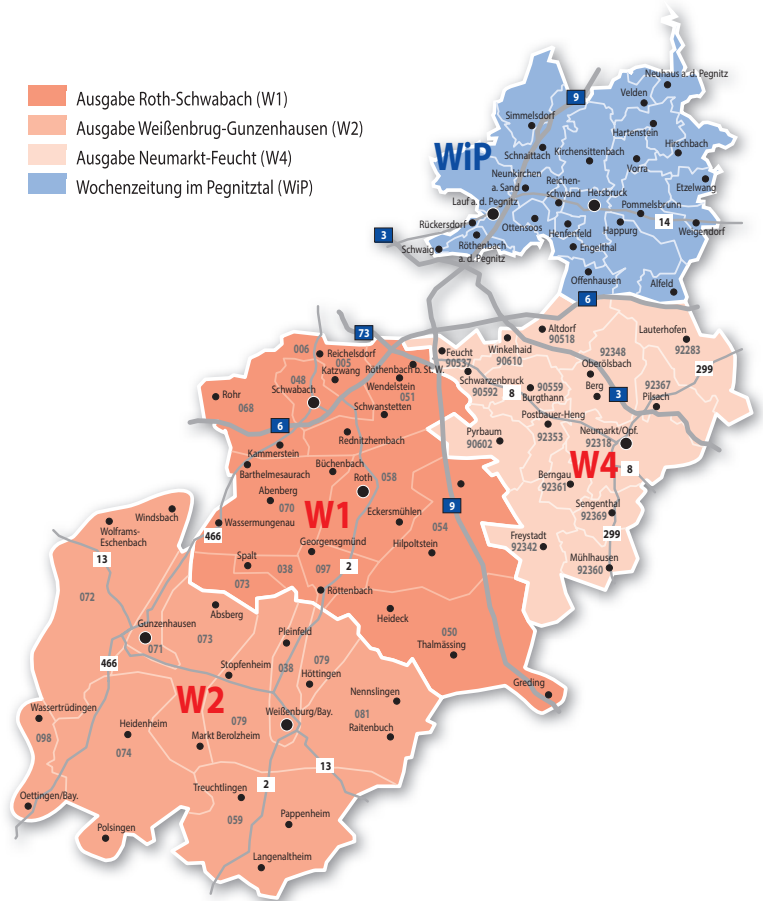 Ausgabe Roth-Schwabach (W1)
Ausgabe Weißenbrug-Gunzenhausen (W2)
Ausgabe Neumarkt-Feucht (W4)
Wochenzeitung im Pegnitztal (WiP)
WiP
9
Neuhaus a. d. Pegnitz
Velden
Simmelsdorf
Hartenstein
Hirschbach
Schnaittach
Kirchensittenbach
Vorra
Neunkirchen
a. Sand
Reichen-
schwand
Hersbruck
Etzelwang
Lauf a. d. Pegnitz
Pommelsbrunn
14
Rückersdorf
Ottensoos
Henfenfeld
Happurg
Weigendorf
3
Schwaig
Röthenbach
a. d. Pegnitz
Engelthal
Offenhausen
Alfeld
6
73
Altdorf
90518
Lauterhofen
92283
006
Reichelsdorf
005
Feucht
90537
Winkelhaid
90610
92348
Oberölsbach
299
Katzwang
Röthenbach b. St. W.
048
Schwabach
Wendelstein
051
Schwarzenbruck
90592
8
90559
Burgthann
Berg
3
92367
Pilsach
Rohr
068
Schwanstetten
Postbauer-Heng
92353
6
Rednitzhembach
Pyrbaum
90602
Neumarkt/Opf.
92318
Kammerstein
W4
8
Barthelmesaurach
Büchenbach
Roth
058
Berngau
92361
Abenberg
070
W1
Eckersmühlen
9
Sengenthal
92369
Windsbach
Wassermungenau
054
Wolframs-
Eschenbach
466
Georgensgmünd
Hilpoltstein
Freystadt
92342
299
13
Spalt
073
038
097
2
Mühlhausen
92360
072
Röttenbach
Absberg
Heideck
Gunzenhausen
071
073
Pleinfeld
050
Thalmässing
466
Stopfenheim
038
079
Höttingen
Greding
W2
Nennslingen
Wassertrüdingen
Weißenburg/Bay.
081
098
Heidenheim
079
Raitenbuch
074
Markt Berolzheim
13
Treuchtlingen
2
Oettingen/Bay.
059
Pappenheim
Polsingen
Langenaltheim